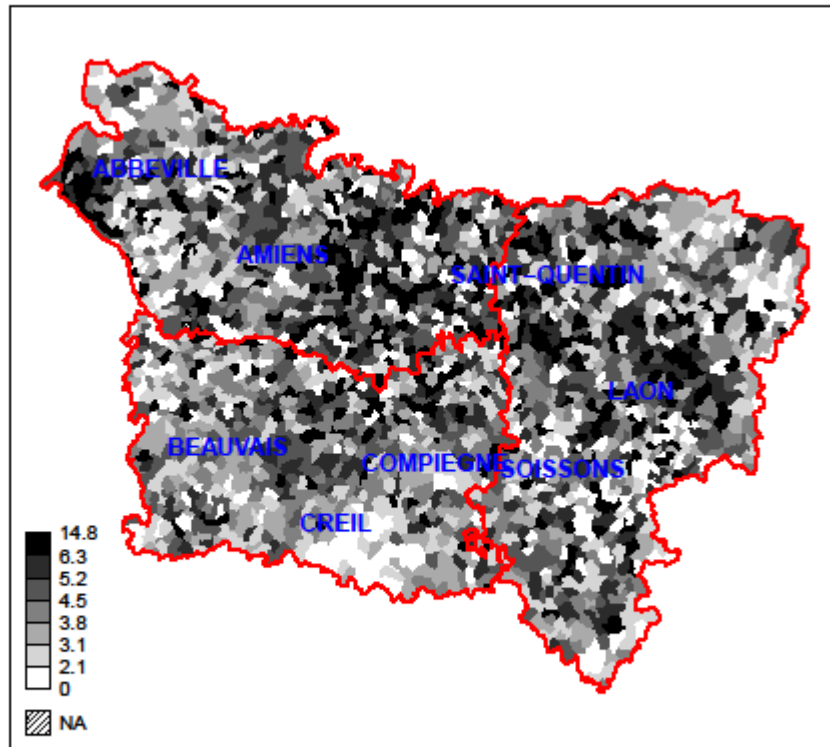 ABBEVILLE
AMIENS
SAINT-QUENTIN
LAON
BEAUVAIS
COMPIEGNE
SOISSONS
CREIL
14.8
6.3
5.2
4.5
3.8
3.1
2.1
0
NA